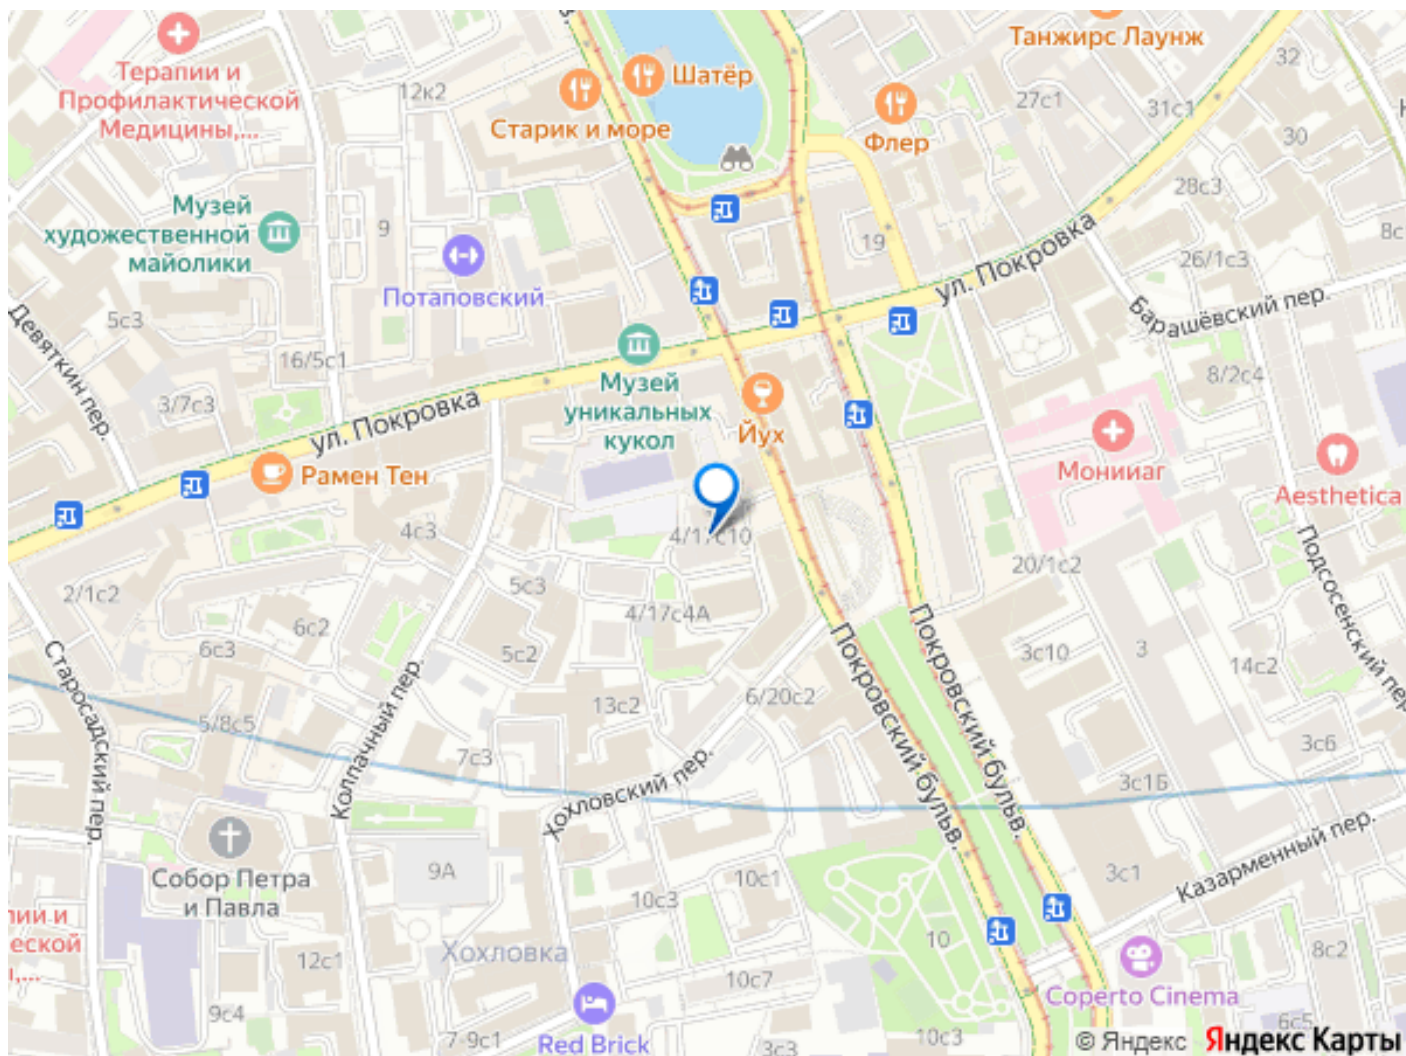 Танжирс Лаунж
32
Терапии и
Профилактической
Медицины,...
12к2
Шатёр
Старик и море
27с1
31с1
Флер
30
28с3
Музей
художественной
майолики
9
Потаповский
19
ул. Покровка
26/1с3
8с
Барашёвский пер.
Девяткин пер.
5с3
16/5с1
Музей
уникальных
кукол
8/2с4
3/7с3
ул. Покровка
Йух
Мониинаг
Рамен Тен
Aesthetica
4с3
4/17с10
20/1с2
Подсосенский пер.
2/1с2
5с3
4/17с4А
6с2
6с3
5с2
Покровский бульв.
Покровский бульв.
3с10
3
14с2
Старосадский пер.
Колпачный пер.
13с2
6/20с2
5/8с5
7с3
Хохловский пер.
3с6
3с1Б
Казарменный пер.
Собор Петра
и Павла
9А
10с1
10с3
3с1
пии и
еской
,...
Хохловка
10
8с2
12с1
10с7
Coperto Cinema
9с4
7-9с1
Red Brick
3с3
10с3
6с5
© Яндекс
Яндекс Карты